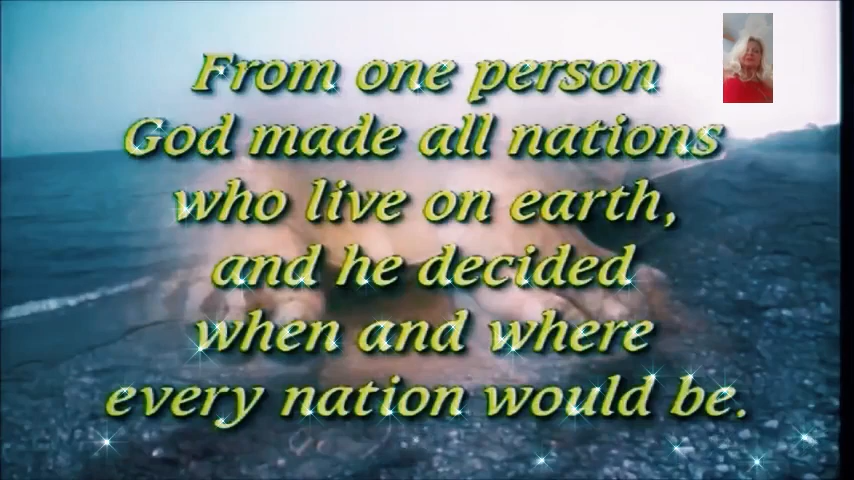 From one person
God made all nations
who live on earth,
and he decided
when and where
every nation would be.